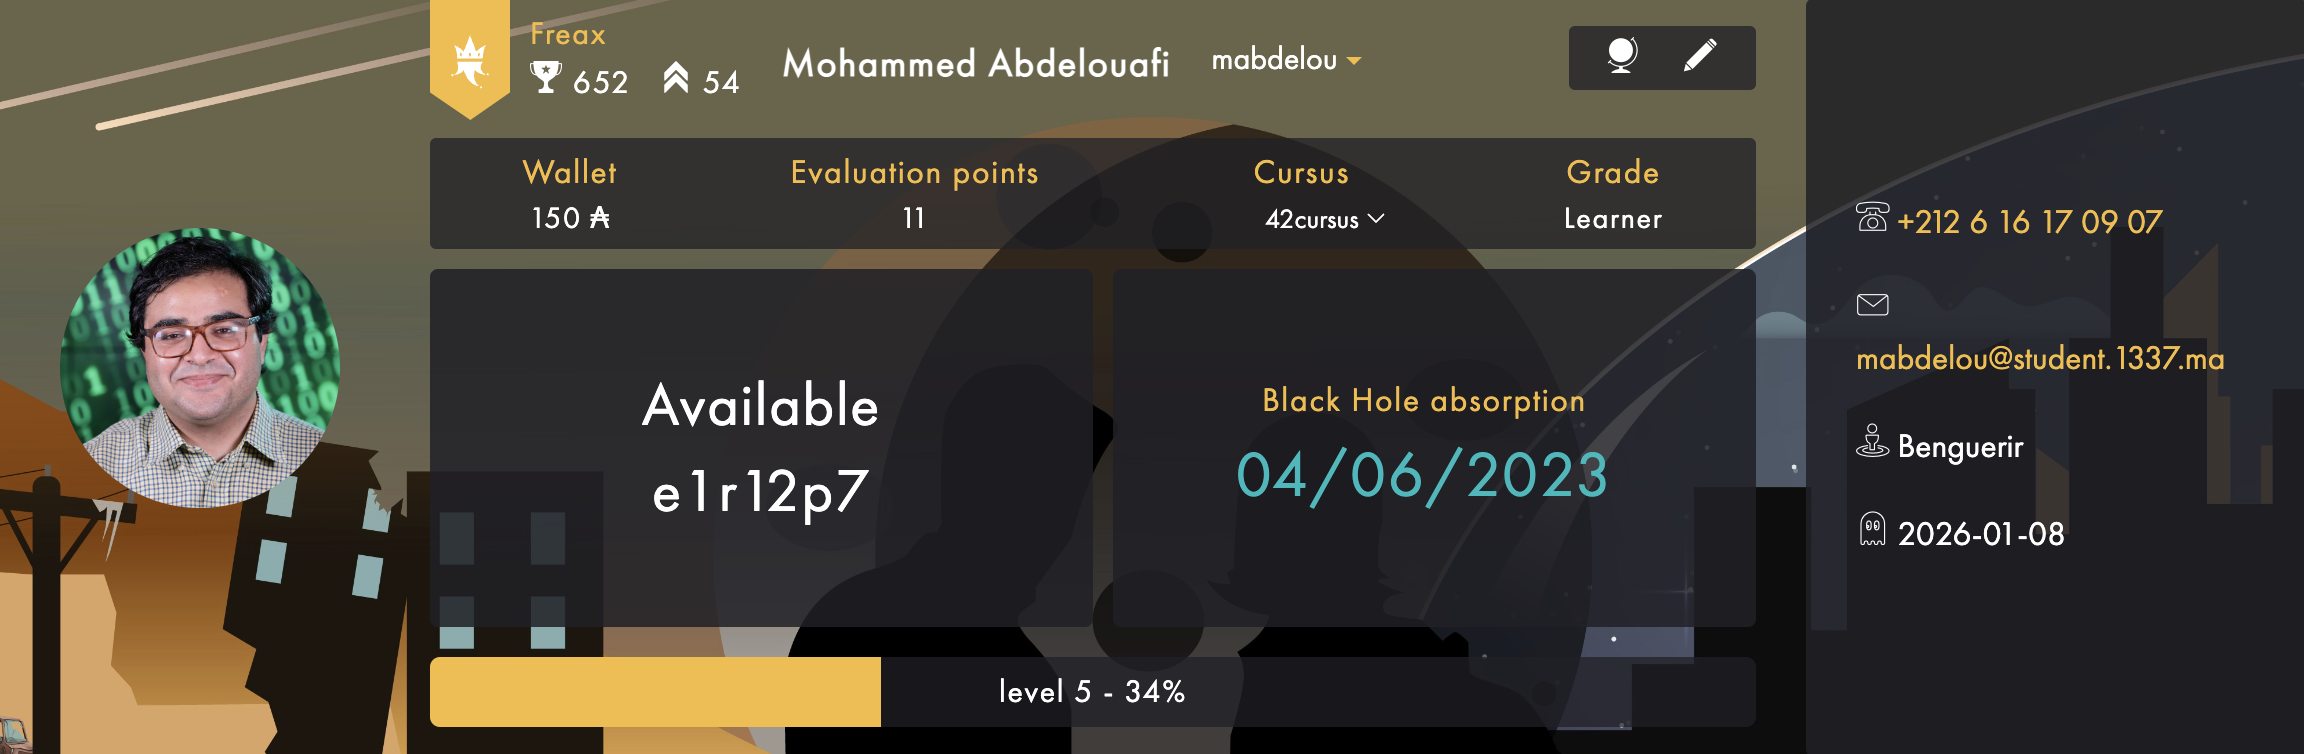 Freax
652 54
Mohammed Abdelouafi mabdelou
Wallet
150 ₳
Evaluation points
11
Cursus
42cursus
Grade
Learner
Available
e1r12p7
Black Hole absorption
04/06/2023
level 5 - 34%
+212 6 16 17 09 07
mabdelou@student.1337.ma
Benguerir
2026-01-08